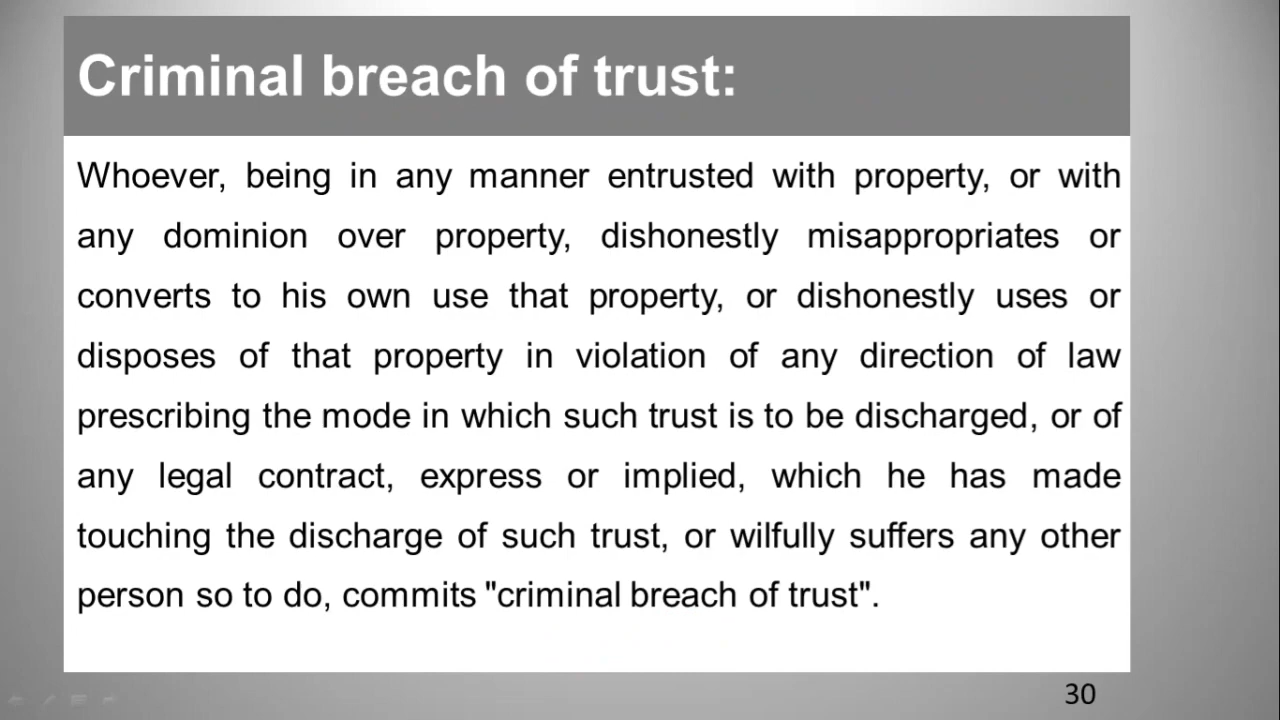 Criminal breach of trust:
Whoever, being in any manner entrusted with property, or with
any dominion over property, dishonestly misappropriates or
converts to his own use that property, or dishonestly uses or
disposes of that property in violation of any direction of law
prescribing the mode in which such trust is to be discharged, or of
any legal contract, express or implied, which he has made
touching the discharge of such trust, or wilfully suffers any other
person so to do, commits "criminal breach of trust".
30